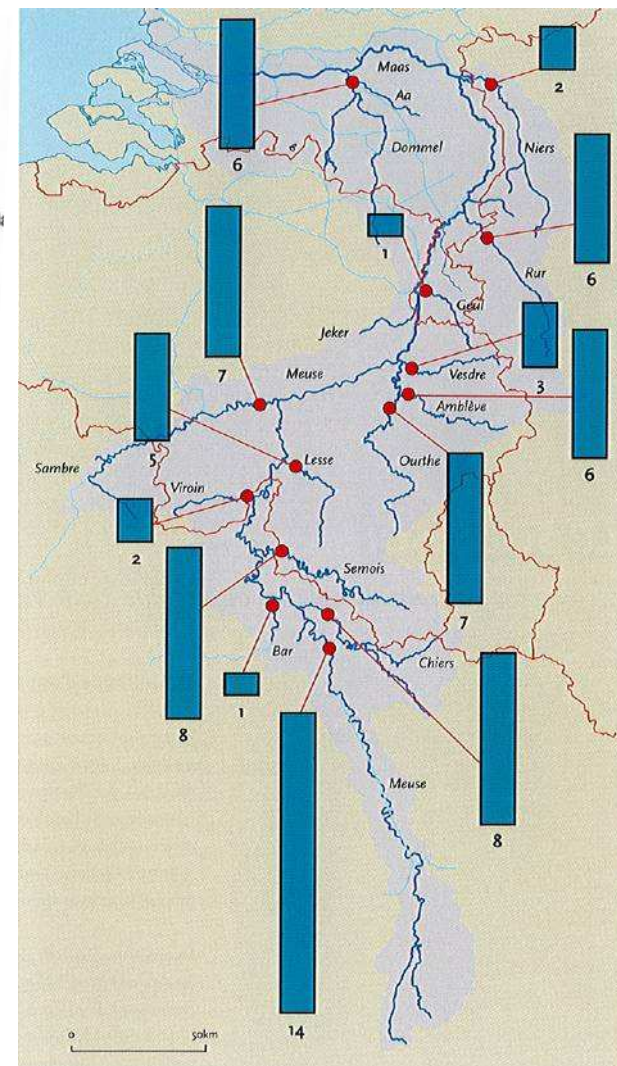 Maas
2
Aa
6
Dommel
Niers
1
Rur
6
Geul
Jeker
7
Meuse
Vesdre
3
Amblève
5
Lesse
Ourthe
6
Sambre
Viroin
2
Semois
7
Bar
Chiers
1
8
Meuse
8
14
0 50km